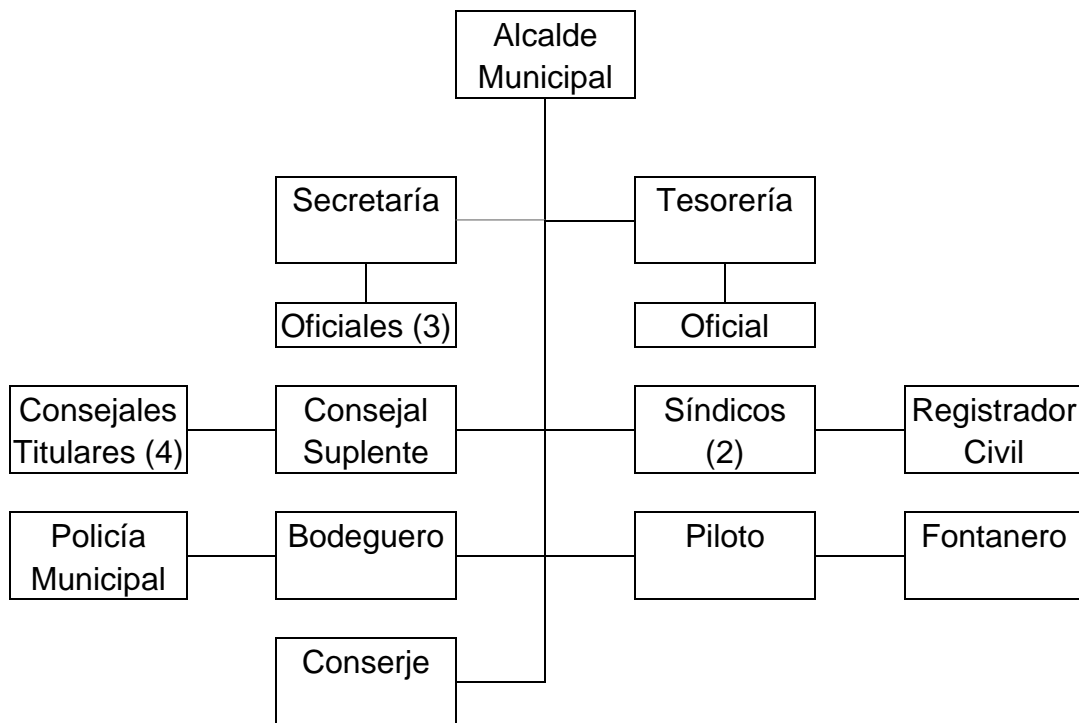 Alcalde
Municipal
Secretaría
Tesorería
Oficiales (3)
Oficial
Consejales
Titulares (4)
Consejal
Suplente
Síndicos
(2)
Registrador
Civil
Policía
Municipal
Bodeguero
Piloto
Fontanero
Conserje